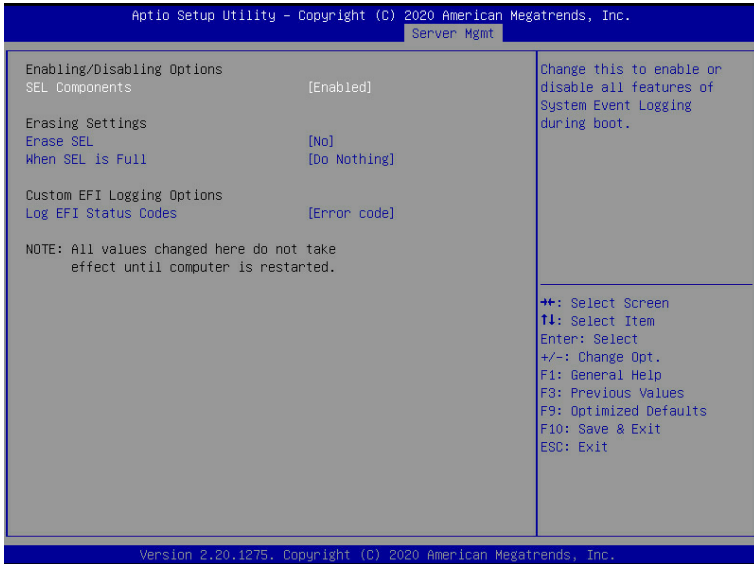 Aptio Setup Utility – Copyright (C) 2020 American Megatrends, Inc.
Server Mgmt
Enabling/Disabling Options
SEL Components [Enabled]
Erasing Settings
Erase SEL [No]
When SEL is Full [Do Nothing]
Custom EFI Logging Options
Log EFI Status Codes [Error code]
NOTE: All values changed here do not take
effect until computer is restarted.
Change this to enable or
disable all features of
System Event Logging
during boot.
→←: Select Screen
↑↓: Select Item
Enter: Select
+/-: Change Opt.
F1: General Help
F3: Previous Values
F9: Optimized Defaults
F10: Save & Exit
ESC: Exit
Version 2.20.1275. Copyright (C) 2020 American Megatrends, Inc.